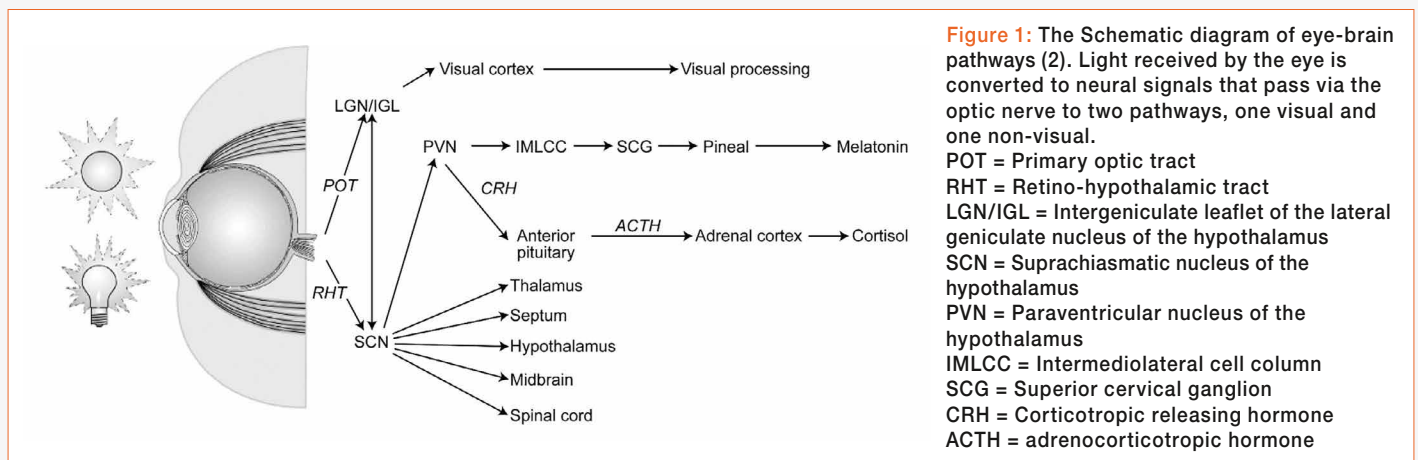 Visual cortex
Visual processing
LGN/IGL
POT
PVN
IMLCC
SCG
Pineal
Melatonin
CRH
Anterior
pituitary
ACTH
Adrenal cortex
Cortisol
RHT
SCN
Thalamus
Septum
Hypothalamus
Midbrain
Spinal cord
Figure 1: The Schematic diagram of eye-brain
pathways (2). Light received by the eye is
converted to neural signals that pass via the
optic nerve to two pathways, one visual and
one non-visual.
POT = Primary optic tract
RHT = Retino-hypothalamic tract
LGN/IGL = Intergeniculate leaflet of the lateral
geniculate nucleus of the hypothalamus
SCN = Suprachiasmatic nucleus of the
hypothalamus
PVN = Paraventricular nucleus of the
hypothalamus
IMLCC = Intermediolateral cell column
SCG = Superior cervical ganglion
CRH = Corticotropic releasing hormone
ACTH = adrenocorticotropic hormone